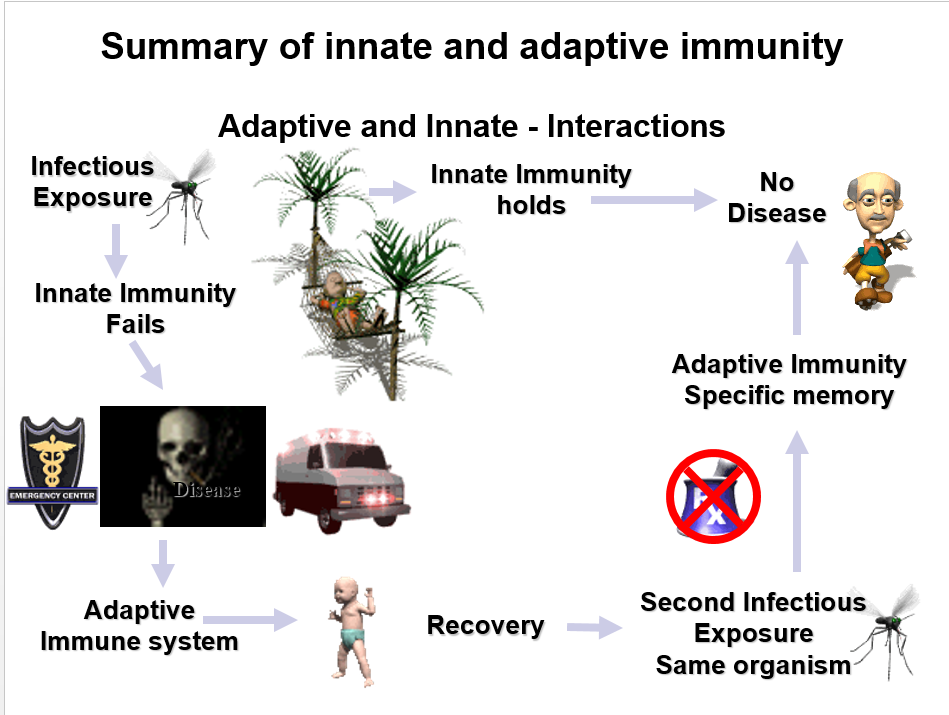 Summary of innate and adaptive immunity
Adaptive and Innate - Interactions
Infectious
Exposure
Innate Immunity
holds
No
Disease
Innate Immunity
Fails
Adaptive Immunity
Specific memory
EMERGENCY CENTER
Disease
Rx
Adaptive
Immune system
Recovery
Second Infectious
Exposure
Same organism